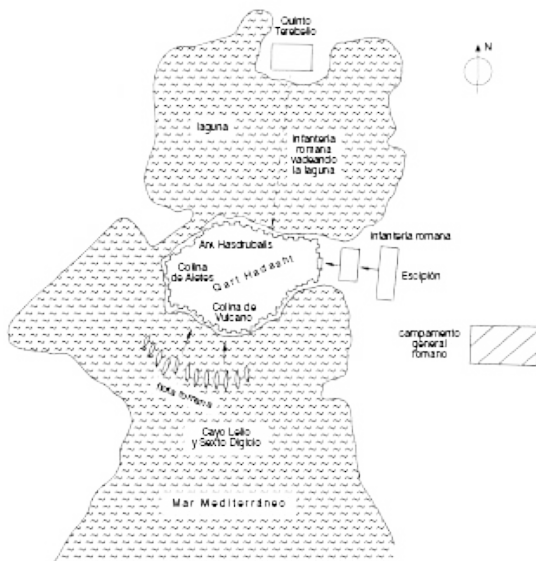 Quinto
Terebelio
N
laguna
Infantería
romana
vadeando
la laguna
Infantería romana
Arx Hasdrubalis
Qart Hadasht
Colina
de Aletes
Escipión
Colina de
Vulcano
campamento
general
romano
flota romana
Cayo Lelio
y Sexto Digicio
Mar Mediterráneo